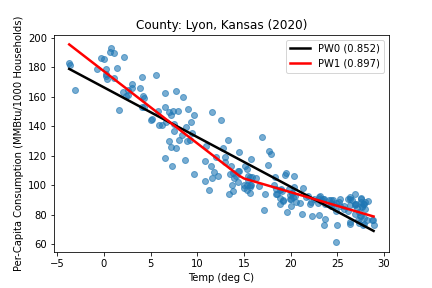 County: Lyon, Kansas (2020)
Per-Capita Consumption (MMBtu/1000 Households)
200
180
160
140
120
100
80
60
PW0 (0.852)
PW1 (0.897)
−5 0 5 10 15 20 25 30
Temp (deg C)